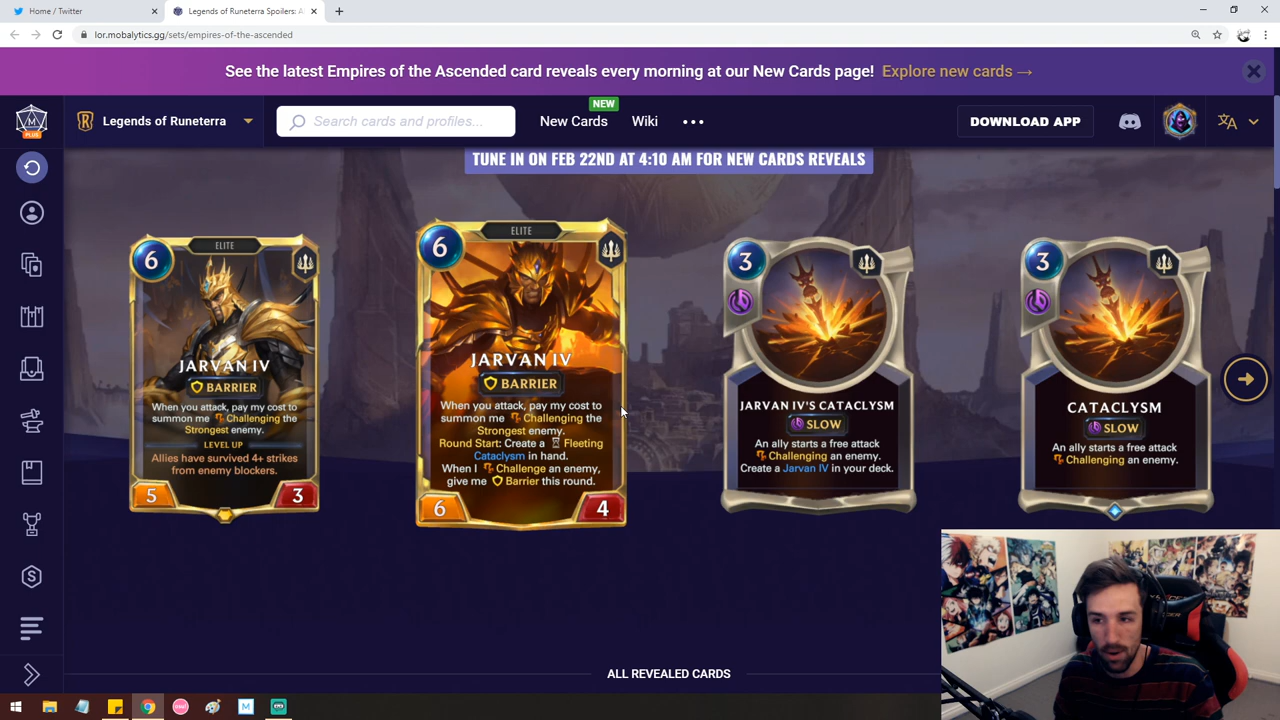 Home / Twitter
Legends of Runeterra Spoilers: A
lor.mobalytics.gg/sets/empires-of-the-ascended
See the latest Empires of the Ascended card reveals every morning at our New Cards page! Explore new cards →
M
PLUS
Legends of Runeterra
Search cards and profiles...
NEW
New Cards
Wiki
DOWNLOAD APP
TUNE IN ON FEB 22ND AT 4:10 AM FOR NEW CARDS REVEALS
6
ELITE
JARVAN IV
BARRIER
When you attack, pay my cost to
summon me Challenging the
Strongest enemy.
LEVEL UP
Allies have survived 4+ strikes
from enemy blockers.
5
3
6
ELITE
JARVAN IV
BARRIER
When you attack, pay my cost to
summon me Challenging the
Strongest enemy.
Round Start: Create a Fleeting
Cataclysm in hand.
When I Challenge an enemy,
give me Barrier this round.
6
4
3
JARVAN IV'S CATACLYSM
SLOW
An ally starts a free attack
Challenging an enemy.
Create a Jarvan IV in your deck.
3
CATACLYSM
SLOW
An ally starts a free attack
Challenging an enemy.
ALL REVEALED CARDS